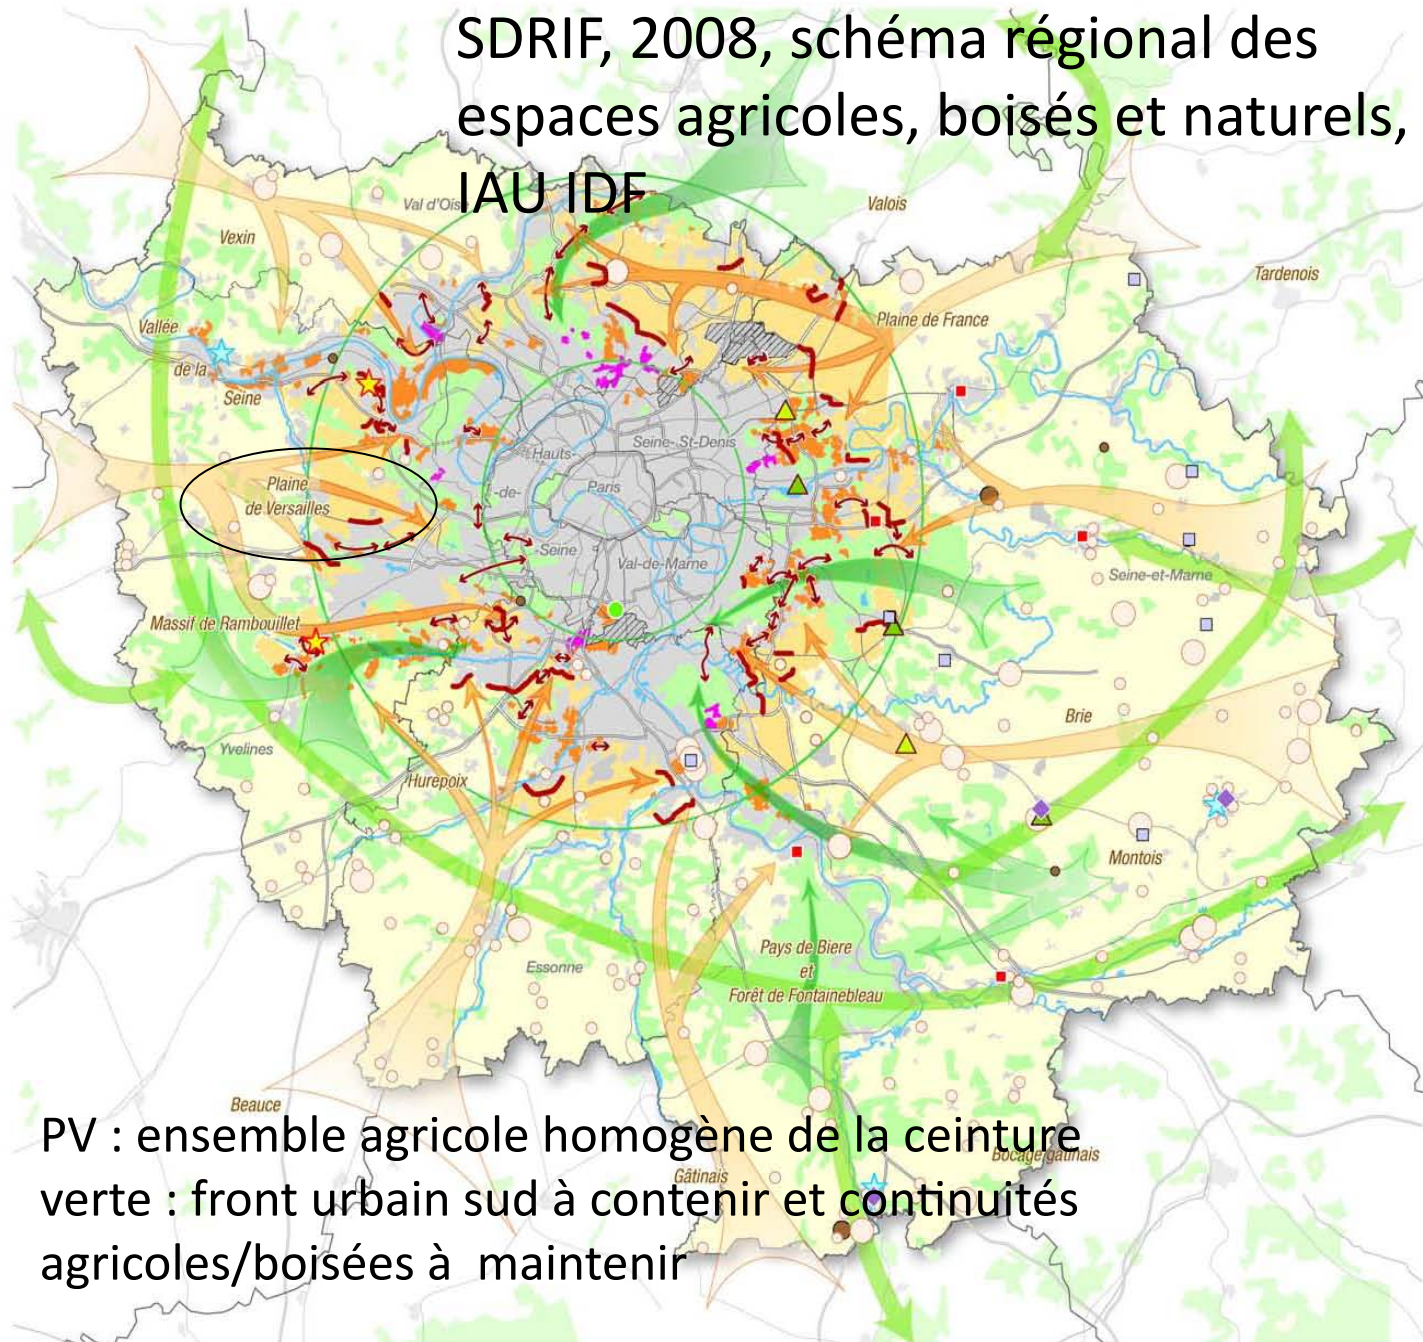 SDRIF, 2008, schéma régional des
espaces agricoles, boisés et naturels,
IAU IDF
Val d'Oise
Valois
Vexin
Tardenois
Plaine de France
Vallée
de la
Seine
Seine-St-Denis
Hauts-
-de-
-Seine
Paris
Plaine
de Versailles
Val-de-Marne
Seine-et-Marne
Massif de Rambouillet
Brie
Yvelines
Hurepoix
Montois
Pays de Biere
et
Forêt de Fontainebleau
Essonne
Beauce
PV : ensemble agricole homogène de la ceinture
Bocage gâtinais
Gâtinais
verte : front urbain sud à contenir et continuités
agricoles/boisées à maintenir